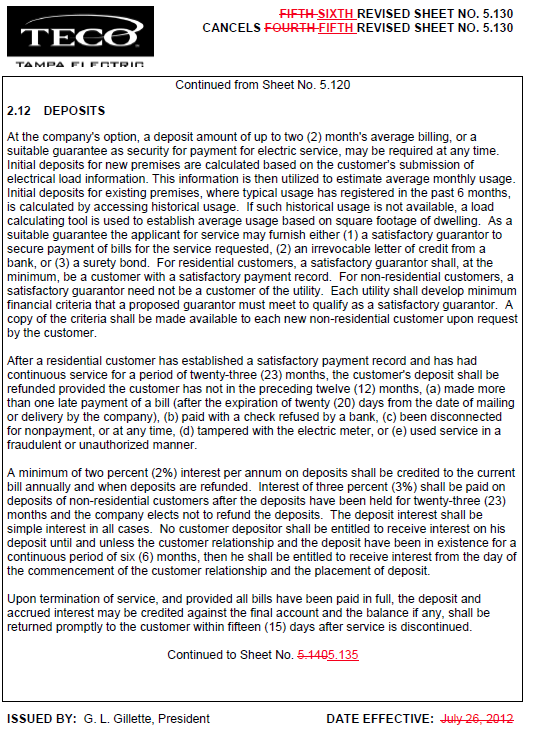 FIFTH SIXTH REVISED SHEET NO. 5.130
CANCELS FOURTH FIFTH REVISED SHEET NO. 5.130
TECO
TAMPA ELECTRIC
Continued from Sheet No. 5.120
2.12 DEPOSITS
At the company's option, a deposit amount of up to two (2) month's average billing, or a
suitable guarantee as security for payment for electric service, may be required at any time.
Initial deposits for new premises are calculated based on the customer's submission of
electrical load information. This information is then utilized to estimate average monthly usage.
Initial deposits for existing premises, where typical usage has registered in the past 6 months,
is calculated by accessing historical usage. If such historical usage is not available, a load
calculating tool is used to establish average usage based on square footage of dwelling. As a
suitable guarantee the applicant for service may furnish either (1) a satisfactory guarantor to
secure payment of bills for the service requested, (2) an irrevocable letter of credit from a
bank, or (3) a surety bond. For residential customers, a satisfactory guarantor shall, at the
minimum, be a customer with a satisfactory payment record. For non-residential customers, a
satisfactory guarantor need not be a customer of the utility. Each utility shall develop minimum
financial criteria that a proposed guarantor must meet to qualify as a satisfactory guarantor. A
copy of the criteria shall be made available to each new non-residential customer upon request
by the customer.
After a residential customer has established a satisfactory payment record and has had
continuous service for a period of twenty-three (23) months, the customer's deposit shall be
refunded provided the customer has not in the preceding twelve (12) months, (a) made more
than one late payment of a bill (after the expiration of twenty (20) days from the date of mailing
or delivery by the company), (b) paid with a check refused by a bank, (c) been disconnected
for nonpayment, or at any time, (d) tampered with the electric meter, or (e) used service in a
fraudulent or unauthorized manner.
A minimum of two percent (2%) interest per annum on deposits shall be credited to the current
bill annually and when deposits are refunded. Interest of three percent (3%) shall be paid on
deposits of non-residential customers after the deposits have been held for twenty-three (23)
months and the company elects not to refund the deposits. The deposit interest shall be
simple interest in all cases. No customer depositor shall be entitled to receive interest on his
deposit until and unless the customer relationship and the deposit have been in existence for a
continuous period of six (6) months, then he shall be entitled to receive interest from the day of
the commencement of the customer relationship and the placement of deposit.
Upon termination of service, and provided all bills have been paid in full, the deposit and
accrued interest may be credited against the final account and the balance if any, shall be
returned promptly to the customer within fifteen (15) days after service is discontinued.
Continued to Sheet No. 5.1405.135
ISSUED BY: G. L. Gillette, President
DATE EFFECTIVE: July 26, 2012